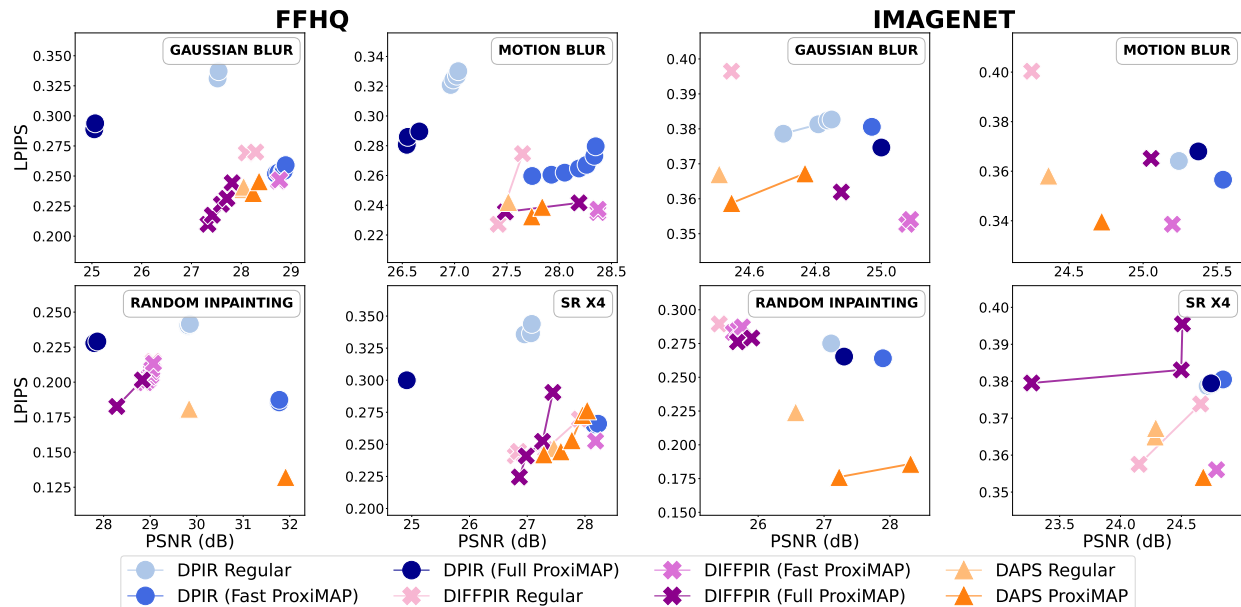 FFHQ
IMAGENET
GAUSSIAN BLUR
MOTION BLUR
GAUSSIAN BLUR
MOTION BLUR
LPIPS
0.350
0.325
0.300
0.275
0.250
0.225
0.200
25 26 27 28 29
0.34
0.32
0.30
0.28
0.26
0.24
0.22
26.5 27.0 27.5 28.0 28.5
0.40
0.39
0.38
0.37
0.36
0.35
24.6 24.8 25.0
0.40
0.38
0.36
0.34
24.5 25.0 25.5
RANDOM INPAINTING
SR X4
RANDOM INPAINTING
SR X4
LPIPS
0.250
0.225
0.200
0.175
0.150
0.125
28 29 30 31 32
PSNR (dB)
0.350
0.325
0.300
0.275
0.250
0.225
0.200
25 26 27 28
PSNR (dB)
0.300
0.275
0.250
0.225
0.200
0.175
0.150
26 27 28
PSNR (dB)
0.40
0.39
0.38
0.37
0.36
0.35
23.5 24.0 24.5
PSNR (dB)
DPIR Regular
DPIR (Full ProxiMAP)
DIFFPIR (Fast ProxiMAP)
DAPS Regular
DPIR (Fast ProxiMAP)
DIFFPIR Regular
DIFFPIR (Full ProxiMAP)
DAPS ProxiMAP